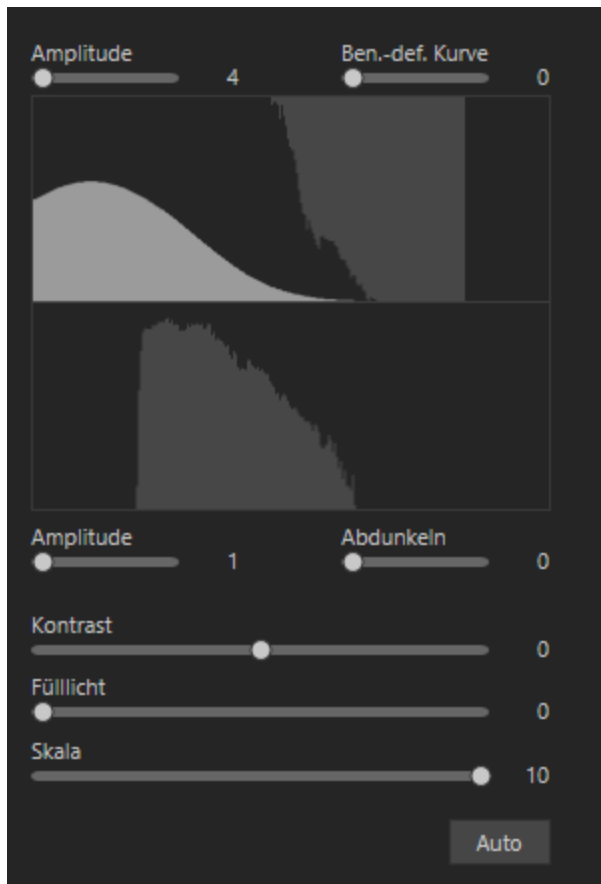 Amplitude Ben.-def. Kurve
4 0
Amplitude Abdunkeln
1 0
Kontrast
0
Fülllicht
0
Skala
10
Auto